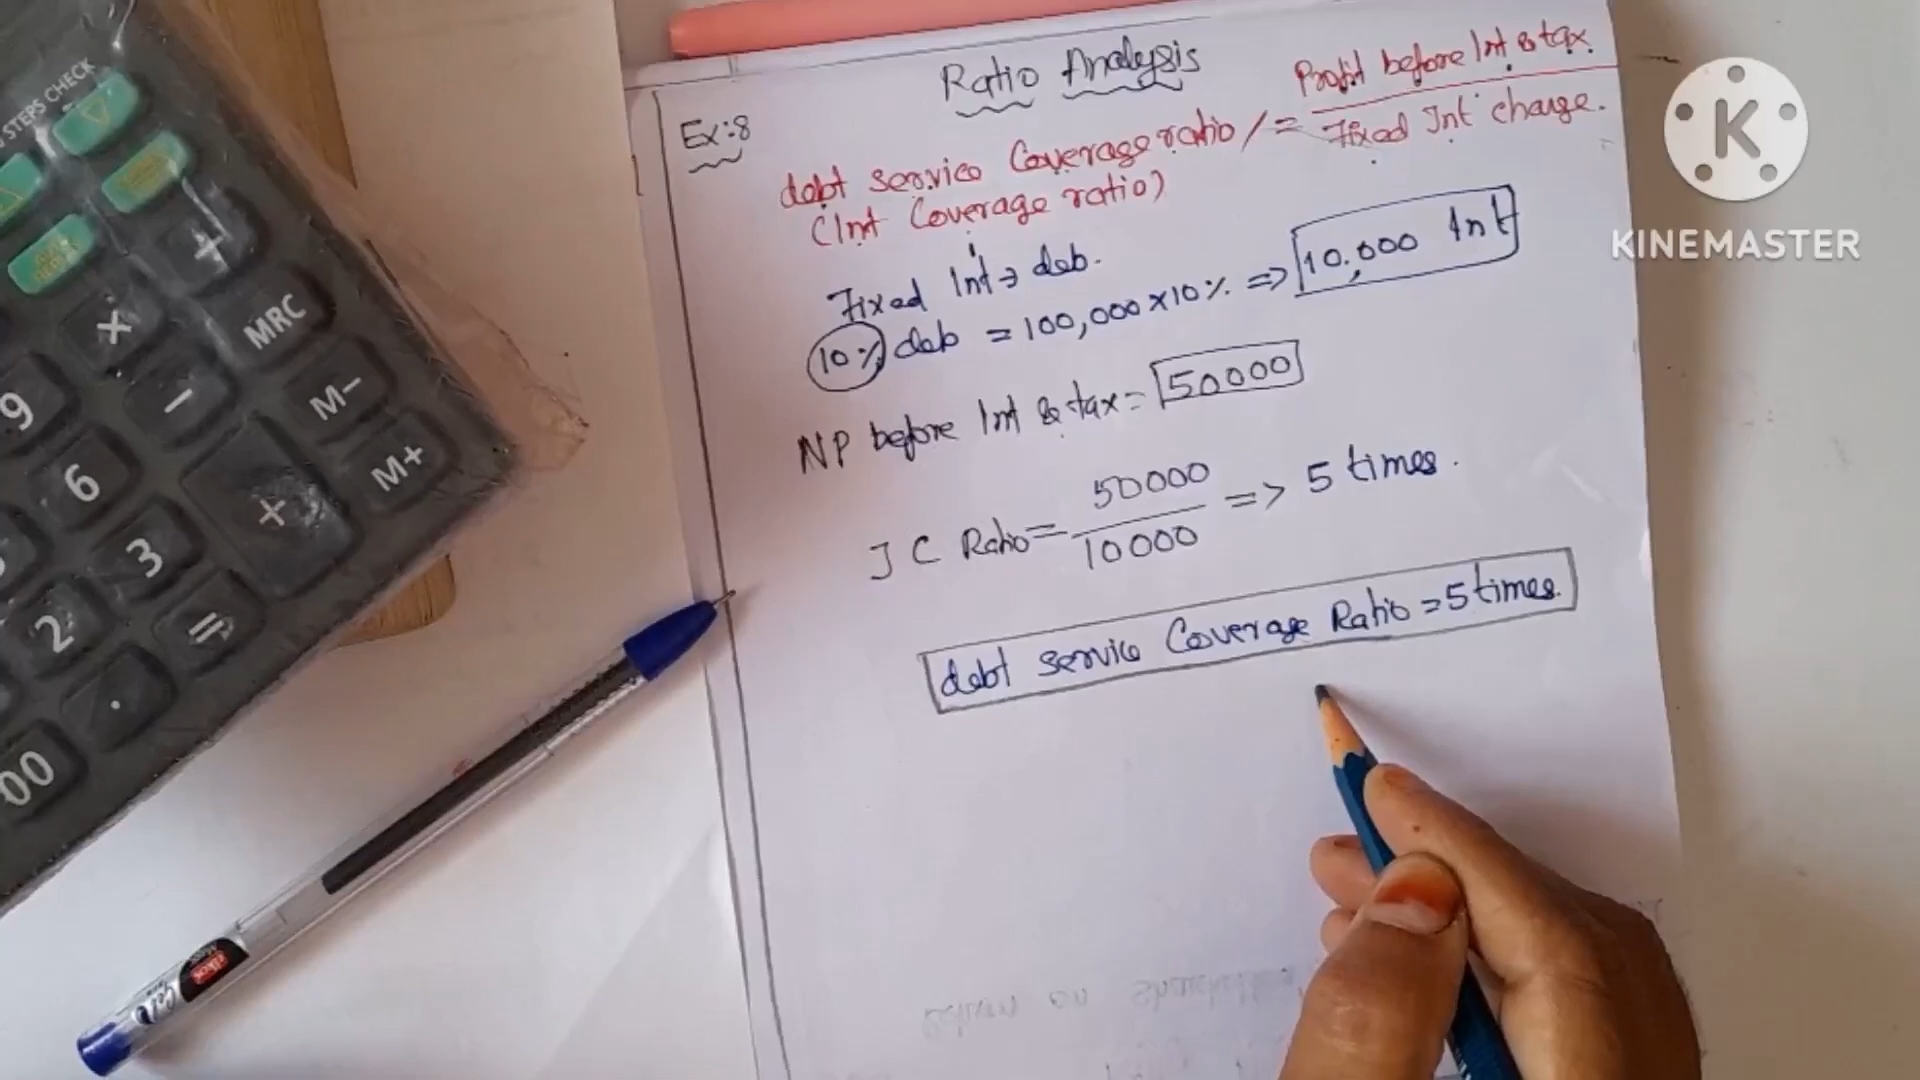 Ratio Analysis
Ex:8
debt service Coverage ratio / = Profit before Int & tax / Fixed Int charge.
(Int Coverage ratio)
Fixed Int → deb.
10% deb = 100,000 x 10% => 10,000 Int
NP before Int & tax = 50000
I C Ratio = 50000 / 10000 => 5 times.
debt service Coverage Ratio = 5 times.
STEPS CHECK
÷
×
MRC
9
-
M-
6
+
M+
3
2
=
.
00
elkos
Gel
K
KINEMASTER